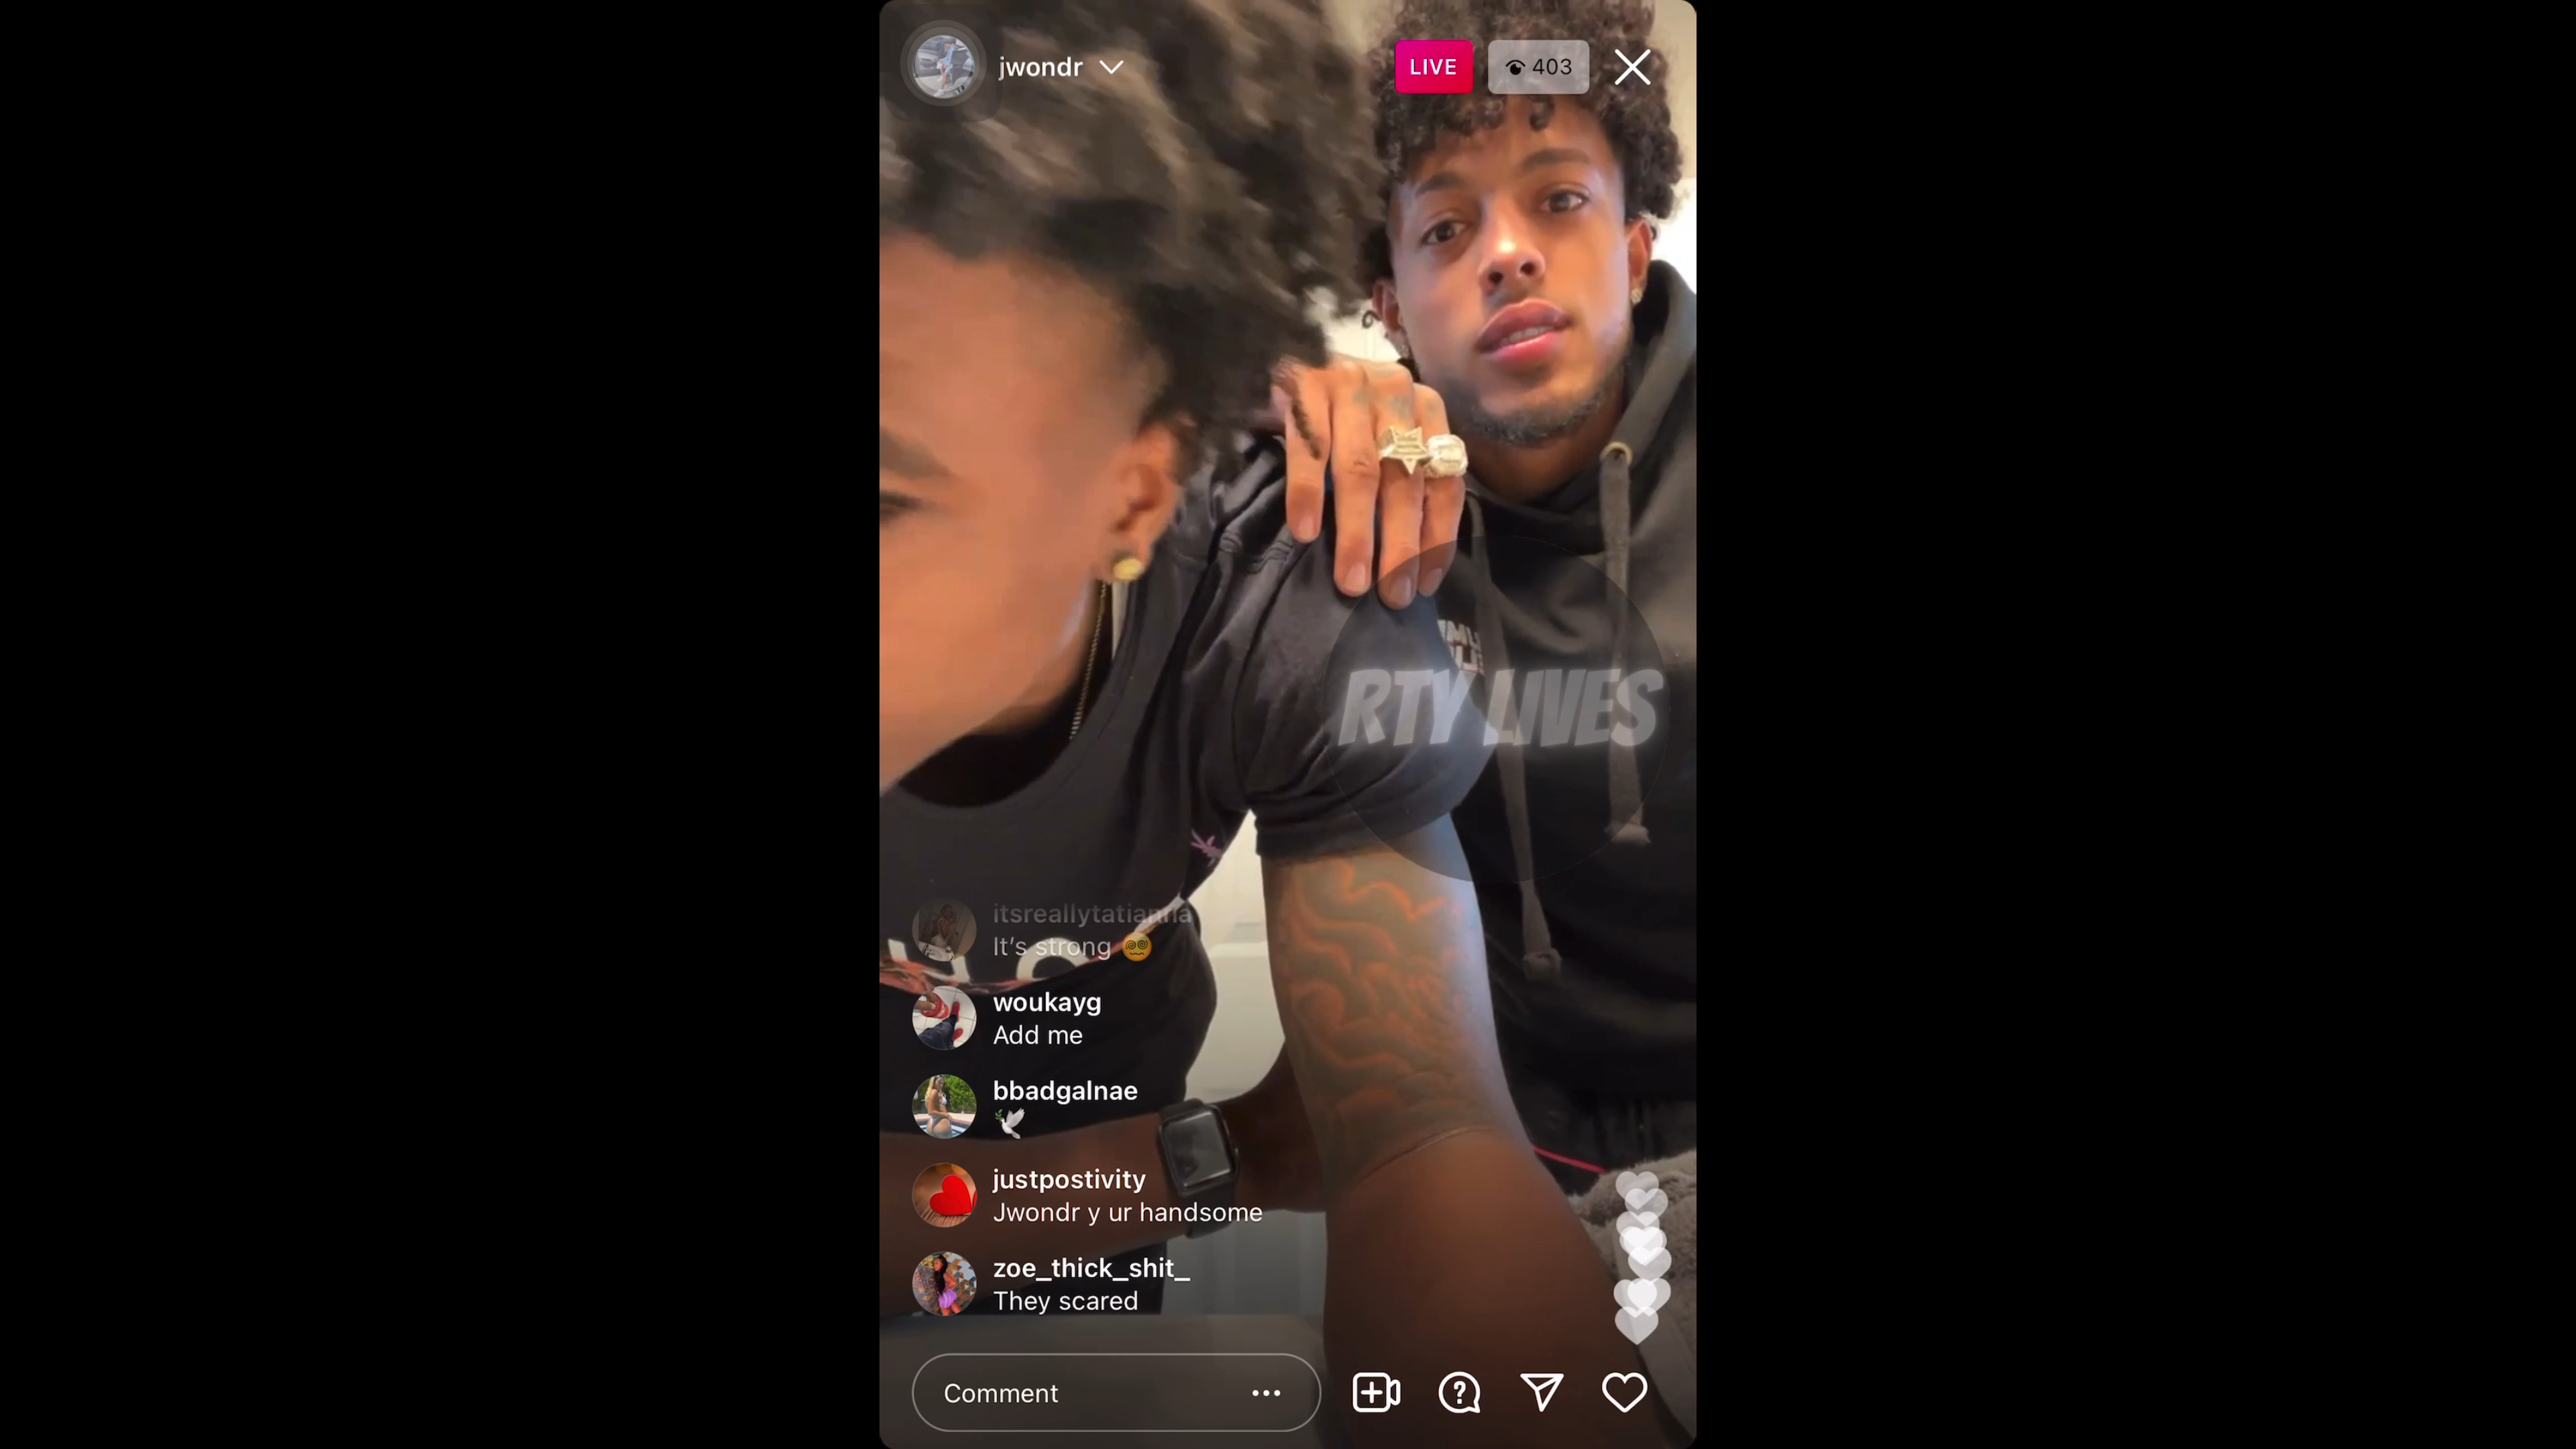 jwondr
LIVE
403
RTY LIVES
itsreallytatianna
It’s strong 😵‍💫
woukayg
Add me
bbadgalnae
🕊️
justpostivity
Jwondr y ur handsome
zoe_thick_shit_
They scared
Comment